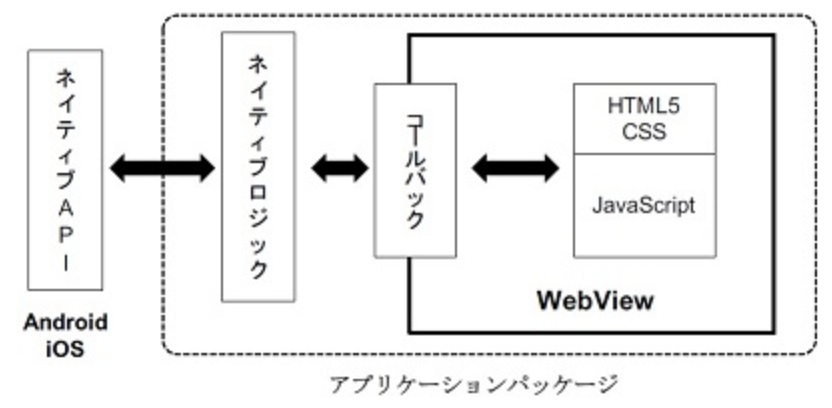 ネイティブAPI
Android
iOS
ネイティブロジック
コールバック
HTML5
CSS
JavaScript
WebView
アプリケーションパッケージ